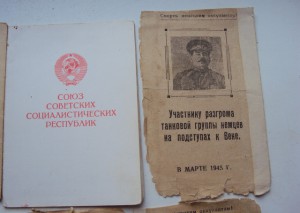 СОЮЗ
СОВЕТСКИХ
СОЦИАЛИСТИЧЕСКИХ
РЕСПУБЛИК
Участнику разгрома
танковой группы немцев
на подступах к Вене.
В МАРТЕ 1945 г.